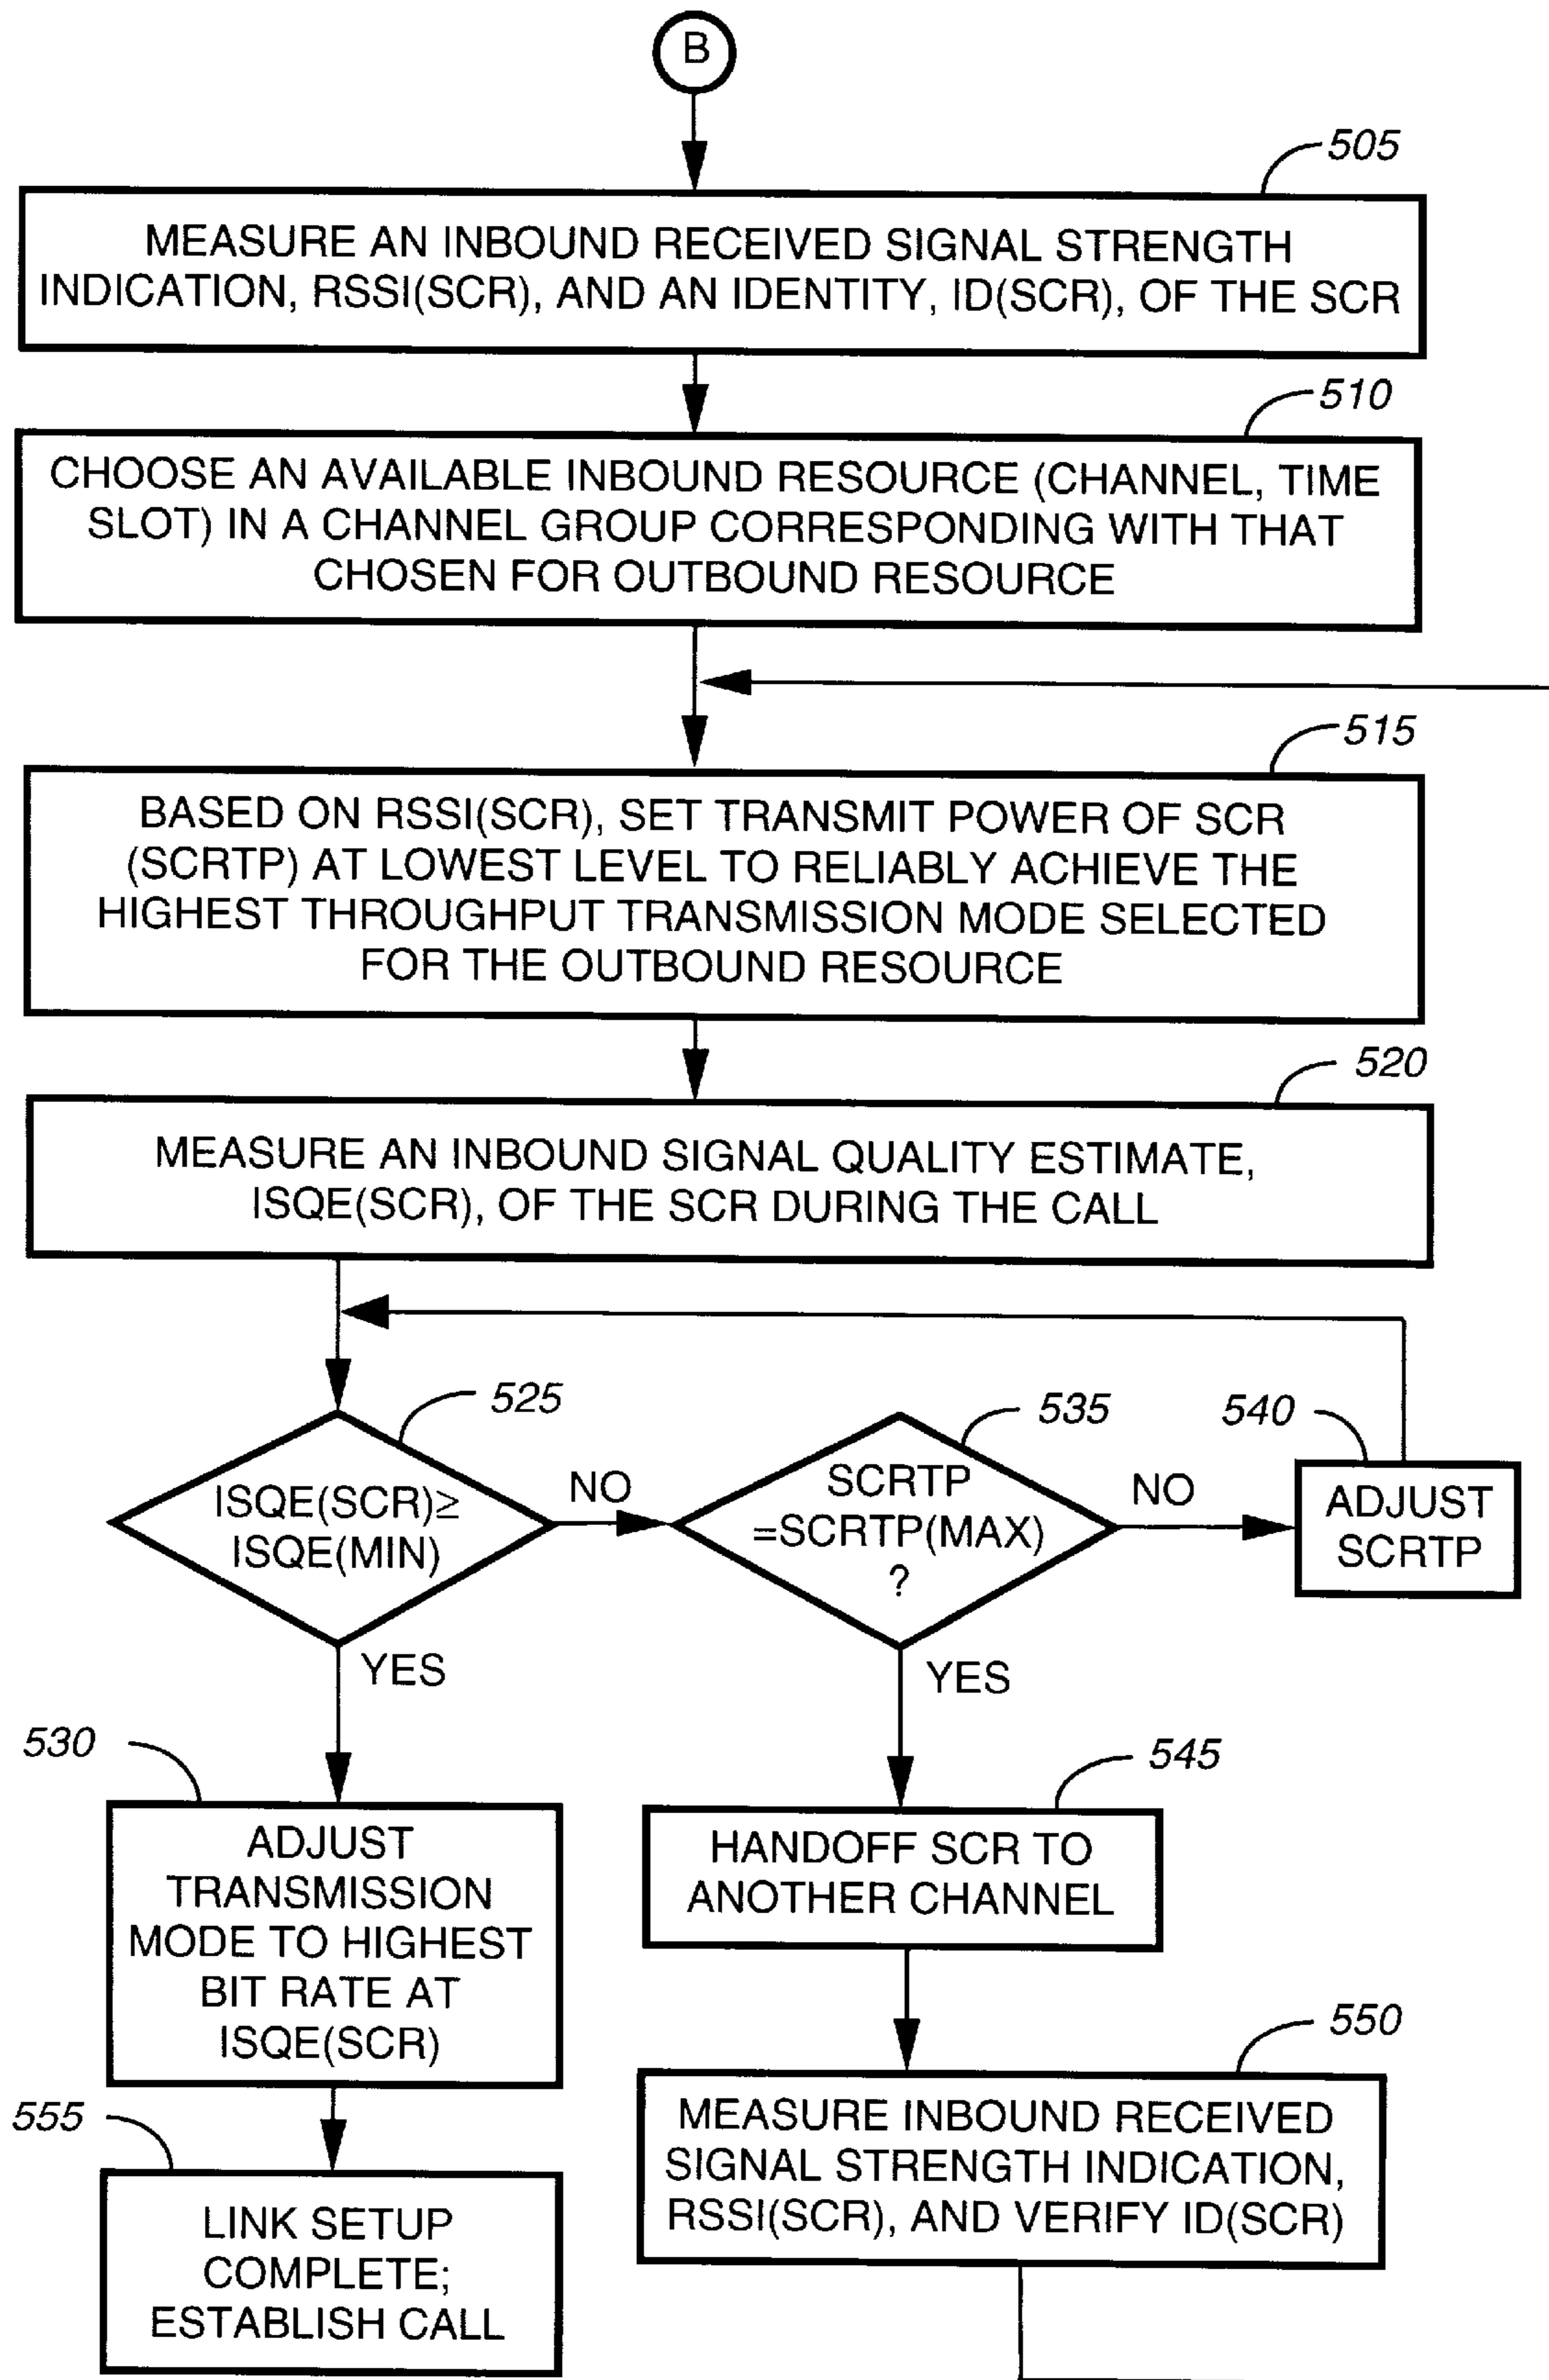 B
505
MEASURE AN INBOUND RECEIVED SIGNAL STRENGTH
INDICATION, RSSI(SCR), AND AN IDENTITY, ID(SCR), OF THE SCR
510
CHOOSE AN AVAILABLE INBOUND RESOURCE (CHANNEL, TIME
SLOT) IN A CHANNEL GROUP CORRESPONDING WITH THAT
CHOSEN FOR OUTBOUND RESOURCE
515
BASED ON RSSI(SCR), SET TRANSMIT POWER OF SCR
(SCRTP) AT LOWEST LEVEL TO RELIABLY ACHIEVE THE
HIGHEST THROUGHPUT TRANSMISSION MODE SELECTED
FOR THE OUTBOUND RESOURCE
520
MEASURE AN INBOUND SIGNAL QUALITY ESTIMATE,
ISQE(SCR), OF THE SCR DURING THE CALL
525
ISQE(SCR)≥
ISQE(MIN)
NO
YES
535
SCRTP
=SCRTP(MAX)
?
NO
YES
540
ADJUST
SCRTP
530
ADJUST
TRANSMISSION
MODE TO HIGHEST
BIT RATE AT
ISQE(SCR)
545
HANDOFF SCR TO
ANOTHER CHANNEL
550
MEASURE INBOUND RECEIVED
SIGNAL STRENGTH INDICATION,
RSSI(SCR), AND VERIFY ID(SCR)
555
LINK SETUP
COMPLETE;
ESTABLISH CALL